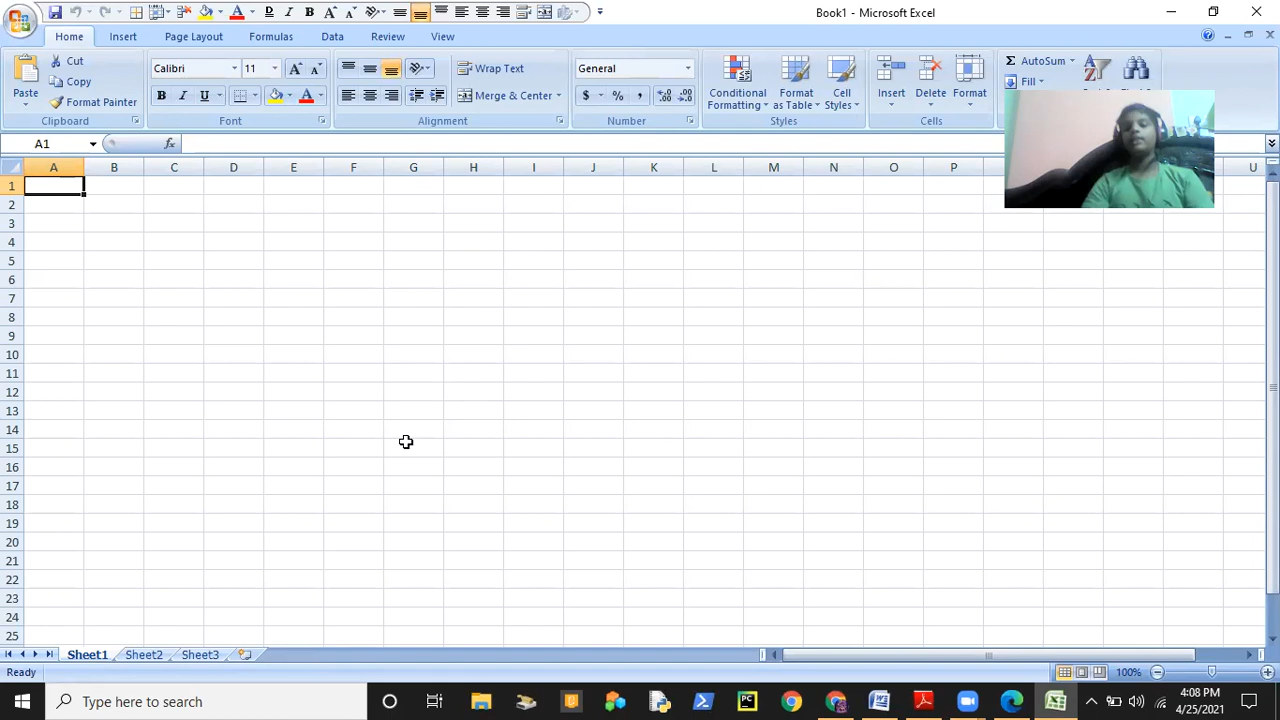 Book1 - Microsoft Excel
Home Insert Page Layout Formulas Data Review View
Paste
Cut
Copy
Format Painter
Clipboard
Calibri 11
B I U
Font
Wrap Text
Merge & Center
Alignment
General
$ % ,
Number
Conditional Formatting
Format as Table
Cell Styles
Styles
Insert Delete Format
Cells
Σ AutoSum
Fill
A1 fx
A B C D E F G H I J K L M N O P U
1
2
3
4
5
6
7
8
9
10
11
12
13
14
15
16
17
18
19
20
21
22
23
24
25
Sheet1 Sheet2 Sheet3
Ready 100%
Type here to search
4:08 PM
4/25/2021